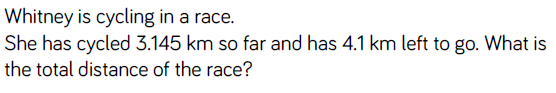 Whitney is cycling in a race.
She has cycled 3.145 km so far and has 4.1 km left to go. What is
the total distance of the race?